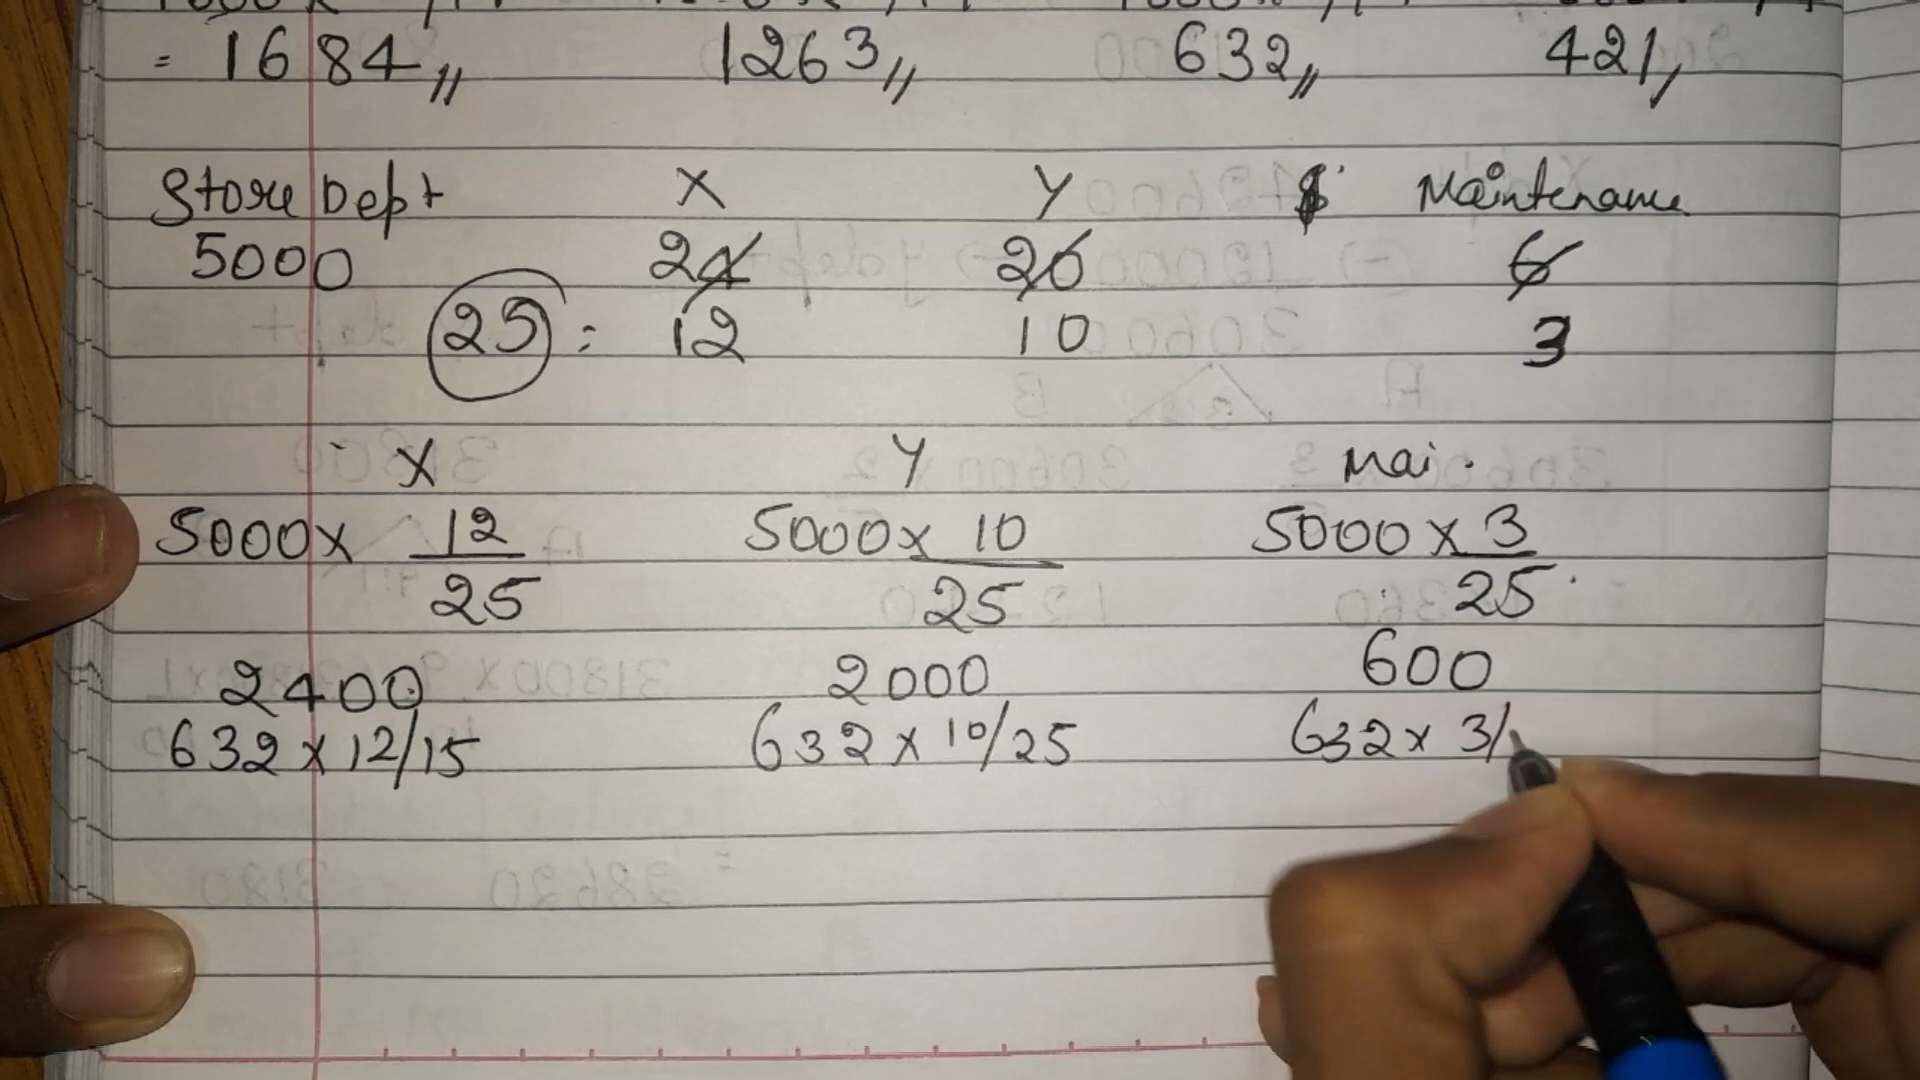 = 1684,, 1263,, 632,, 421,
Store Dept X Y Maintenance
5000 24 20 6
25 : 12 10 3
X Y Mai.
5000 x 12/25 5000 x 10/25 5000 x 3/25
2400 2000 600
632 x 12/15 632 x 10/25 632 x 3/